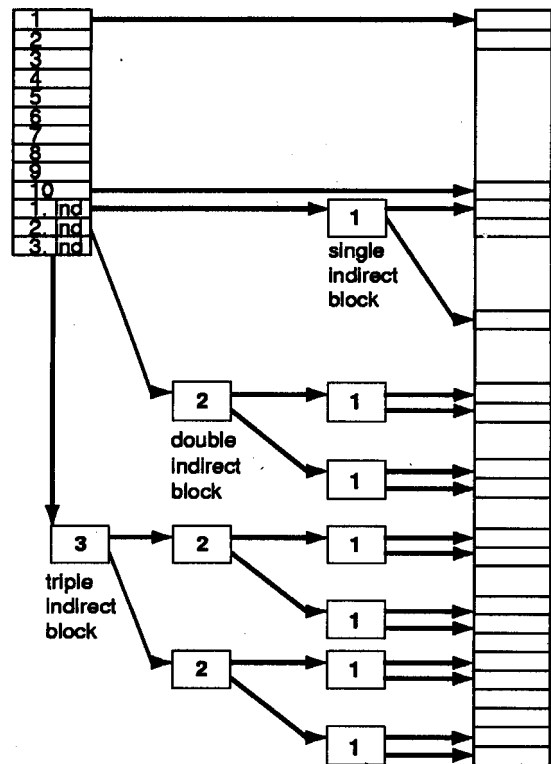 1
2
3
4
5
6
7
8
9
10
1. ind
2. ind
3. ind
1
single
indirect
block
2
1
double
indirect
block
1
3
2
1
triple
indirect
block
1
2
1
1